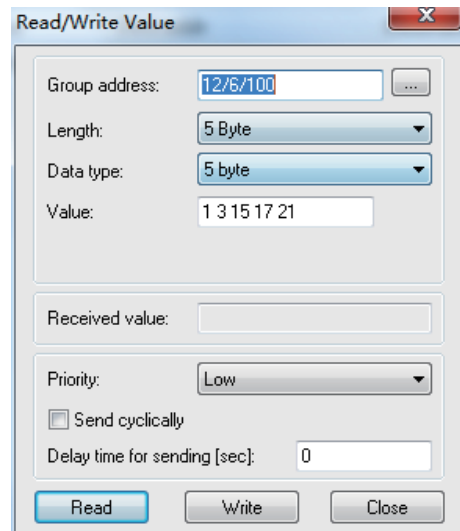 Read/Write Value
Group address: 12/6/100 ...
Length: 5 Byte
Data type: 5 byte
Value: 1 3 15 17 21
Received value:
Priority: Low
Send cyclically
Delay time for sending [sec]: 0
Read Write Close